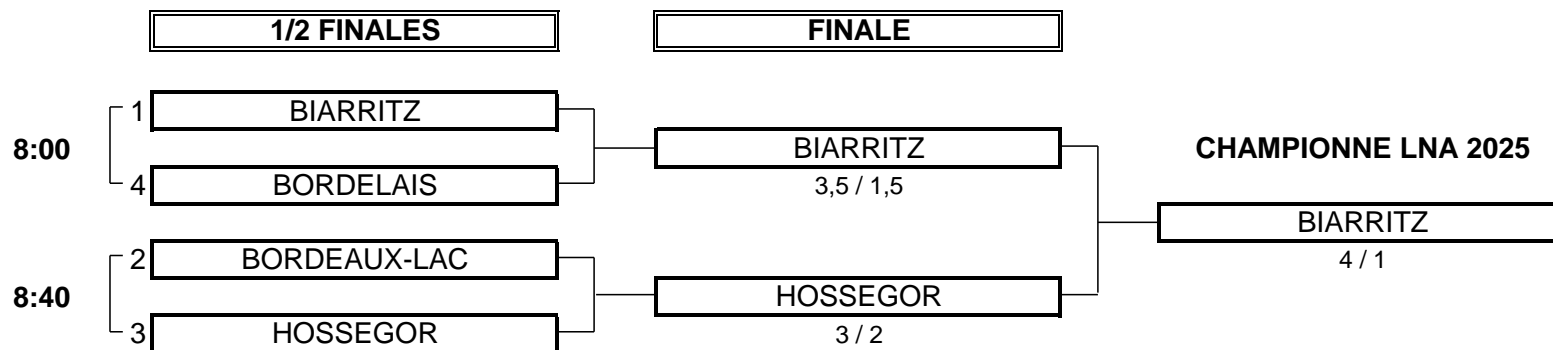 1/2 FINALES
FINALE
1 BIARRITZ
8:00
BIARRITZ
CHAMPIONNE LNA 2025
4 BORDELAIS
3,5 / 1,5
BIARRITZ
2 BORDEAUX-LAC
4 / 1
8:40
HOSSEGOR
3 HOSSEGOR
3 / 2